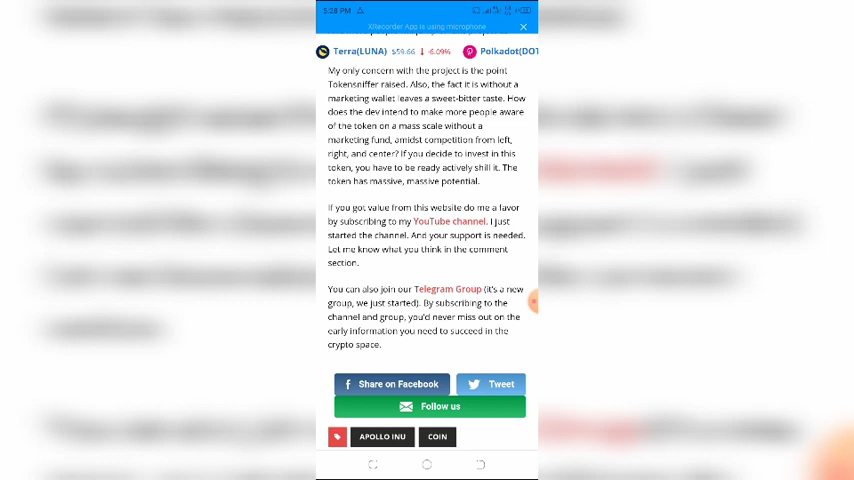 5:28 PM
XRecorder App is using microphone
Terra(LUNA) $59.66 -6.09% Polkadot(DOT
My only concern with the project is the point
Tokensniffer raised. Also, the fact it is without a
marketing wallet leaves a sweet-bitter taste. How
does the dev intend to make more people aware
of the token on a mass scale without a
marketing fund, amidst competition from left,
right, and center? If you decide to invest in this
token, you have to be ready actively shill it. The
token has massive, massive potential.
If you got value from this website do me a favor
by subscribing to my YouTube channel. I just
started the channel. And your support is needed.
Let me know what you think in the comment
section.
You can also join our Telegram Group (it's a new
group, we just started). By subscribing to the
channel and group, you'd never miss out on the
early information you need to succeed in the
crypto space.
Share on Facebook Tweet
Follow us
APOLLO INU COIN